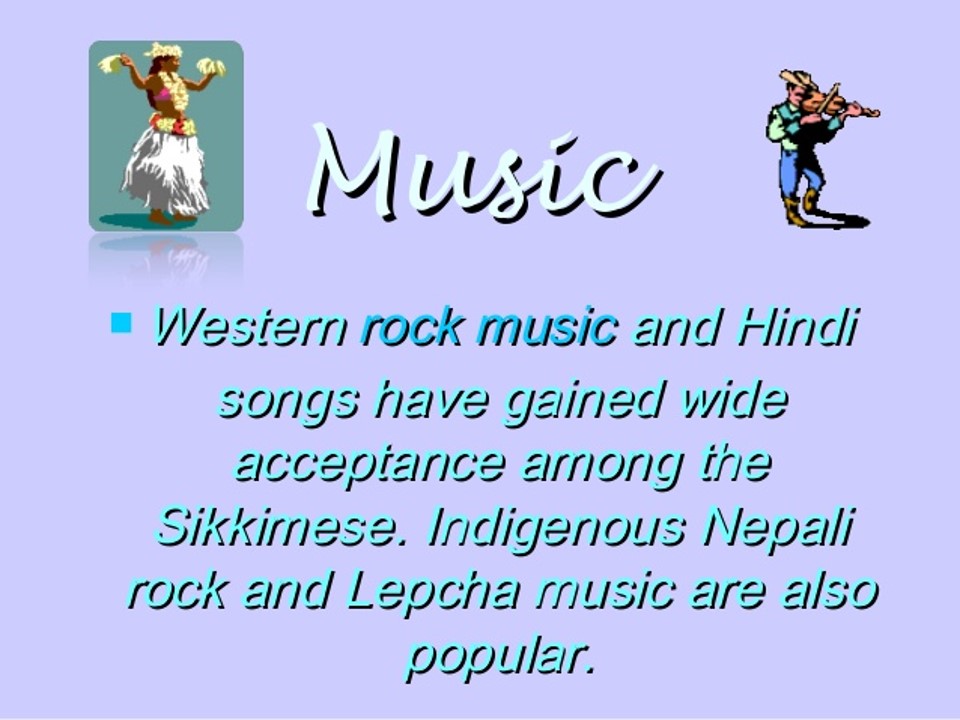 Music
Western rock music and Hindi
songs have gained wide
acceptance among the
Sikkimese. Indigenous Nepali
rock and Lepcha music are also
popular.